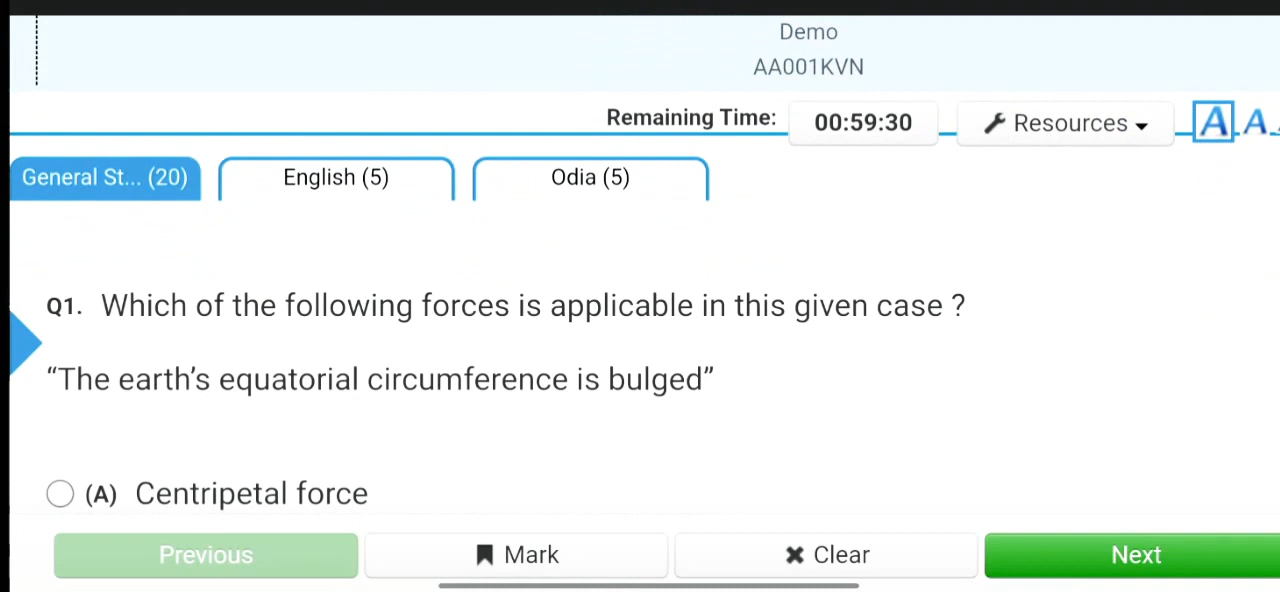 Demo
AA001KVN
Remaining Time: 00:59:30 Resources A A
General St... (20) English (5) Odia (5)
Q1. Which of the following forces is applicable in this given case ?
“The earth’s equatorial circumference is bulged”
(A) Centripetal force
Previous Mark Clear Next